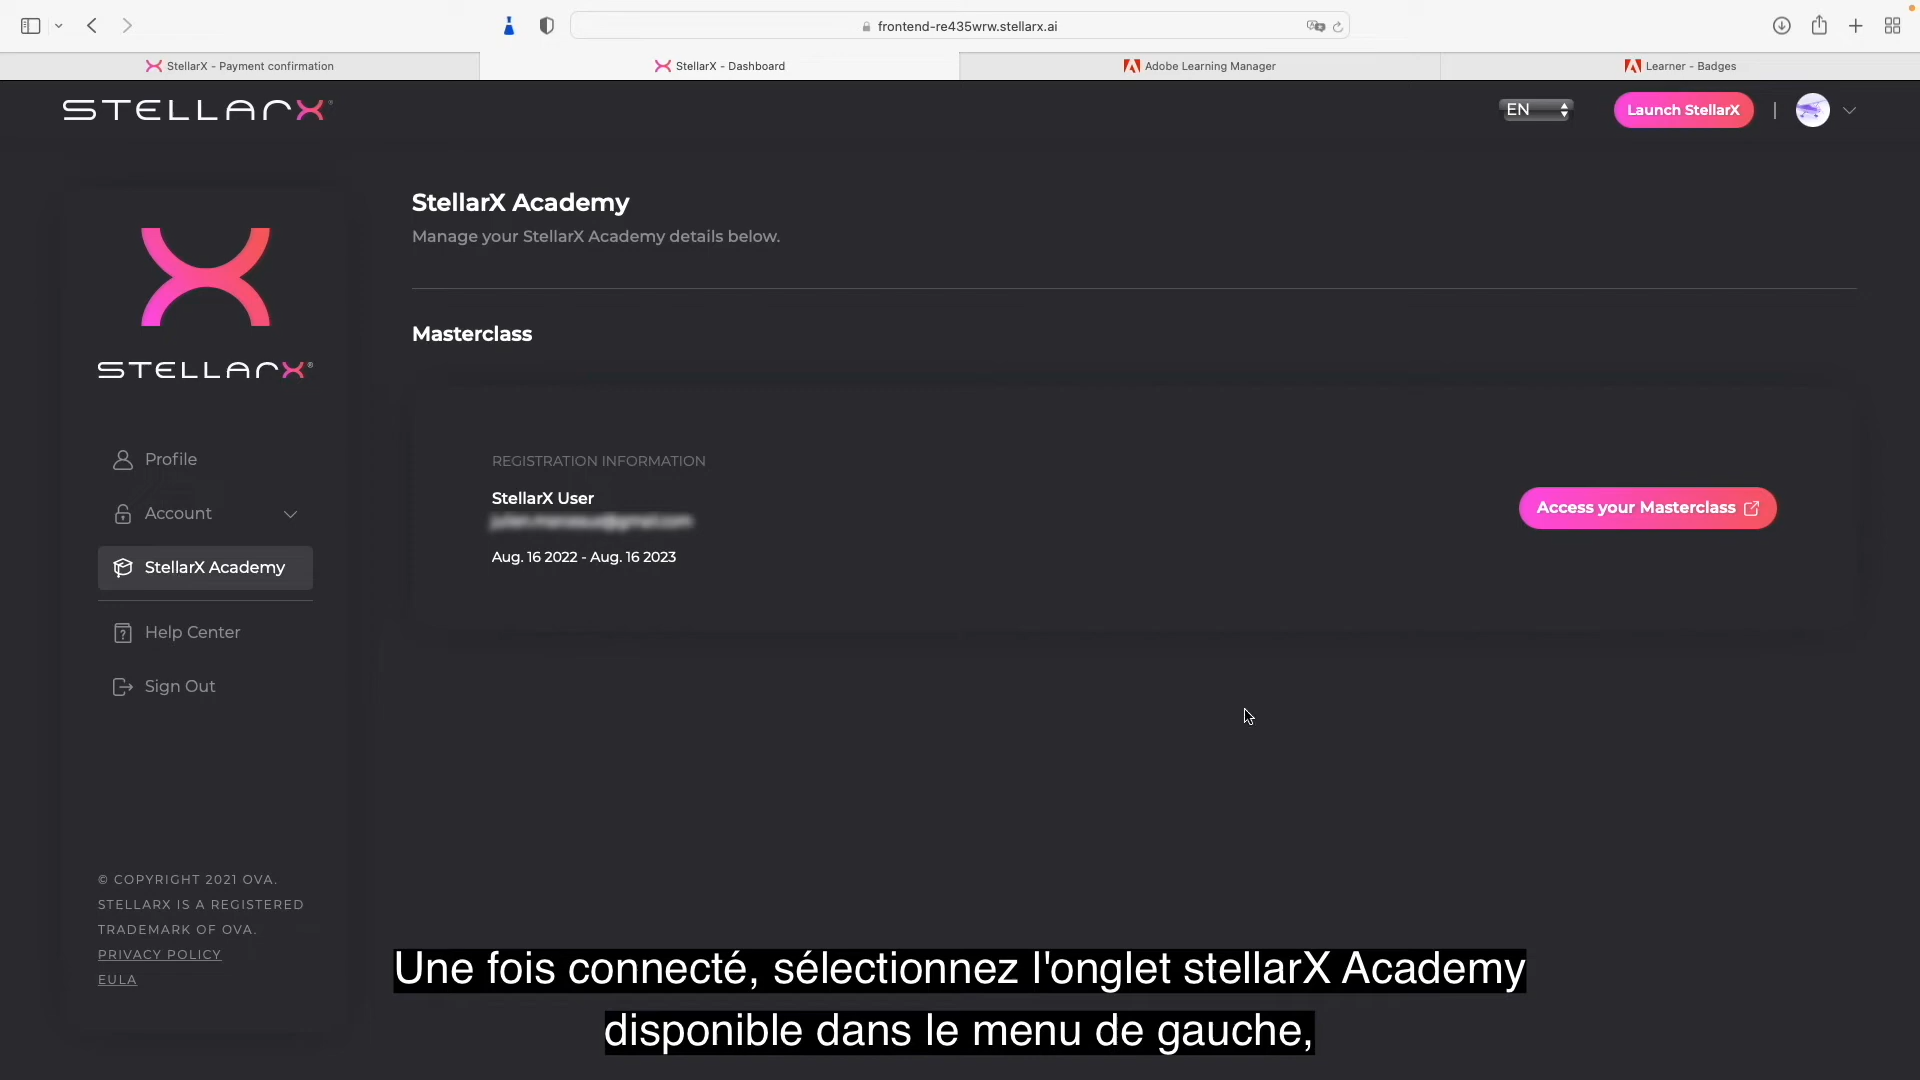 frontend-re435wrw.stellarx.ai
StellarX - Payment confirmation
StellarX - Dashboard
Adobe Learning Manager
Learner - Badges
STELLARX
EN
Launch StellarX
StellarX Academy
Manage your StellarX Academy details below.
STELLARX
Profile
Account
StellarX Academy
Help Center
Sign Out
Masterclass
REGISTRATION INFORMATION
StellarX User
Aug. 16 2022 - Aug. 16 2023
Access your Masterclass
© COPYRIGHT 2021 OVA.
STELLARX IS A REGISTERED
TRADEMARK OF OVA.
PRIVACY POLICY
EULA
Une fois connecté, sélectionnez l'onglet stellarX Academy
disponible dans le menu de gauche,